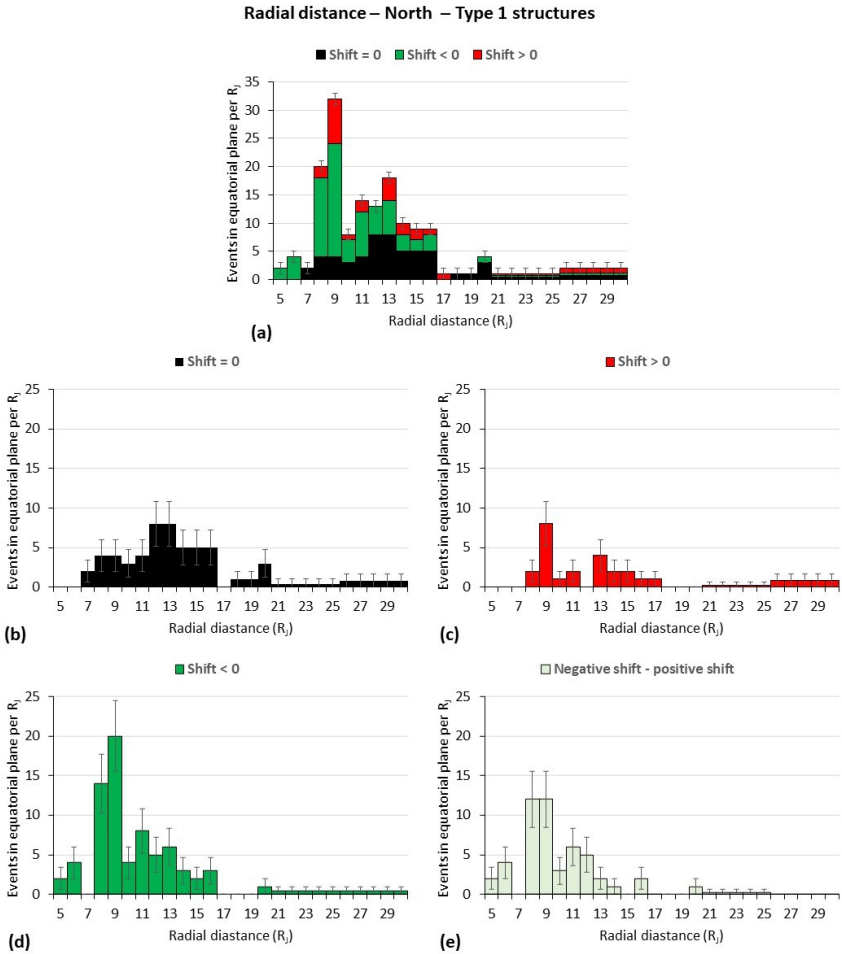 Radial distance – North – Type 1 structures
Shift = 0 Shift < 0 Shift > 0
Events in equatorial plane per RJ
35
30
25
20
15
10
5
0
5 7 9 11 13 15 17 19 21 23 25 27 29
Radial diastance (RJ)
(a)
Shift = 0
Events in equatorial plane per RJ
25
20
15
10
5
0
5 7 9 11 13 15 17 19 21 23 25 27 29
Radial diastance (RJ)
(b)
Shift > 0
Events in equatorial plane per RJ
25
20
15
10
5
0
5 7 9 11 13 15 17 19 21 23 25 27 29
Radial diastance (RJ)
(c)
Shift < 0
Events in equatorial plane per RJ
25
20
15
10
5
0
5 7 9 11 13 15 17 19 21 23 25 27 29
Radial diastance (RJ)
(d)
Negative shift - positive shift
Events in equatorial plane per RJ
25
20
15
10
5
0
5 7 9 11 13 15 17 19 21 23 25 27 29
Radial diastance (RJ)
(e)